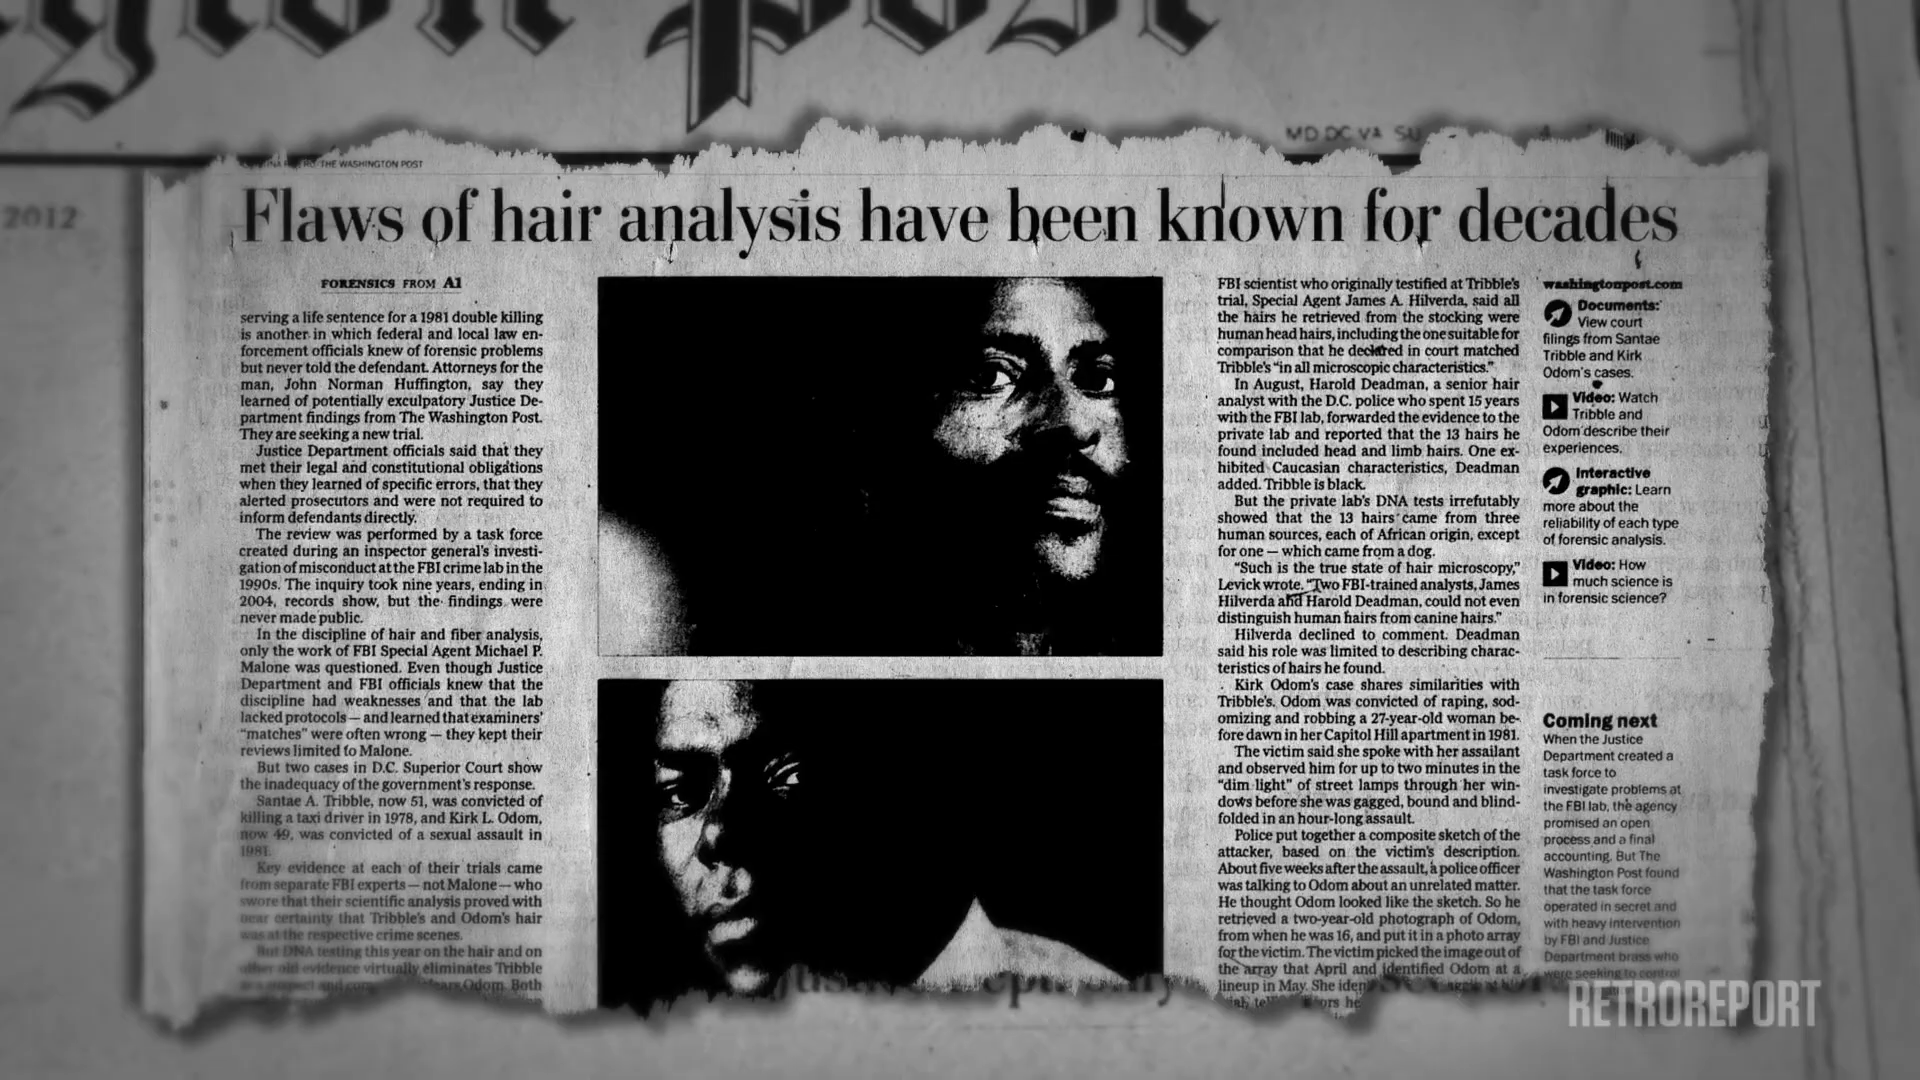 ngton Post
MD DC VA SU
2012
THE WASHINGTON POST
Flaws of hair analysis have been known for decades
FORENSICS FROM A1
serving a life sentence for a 1981 double killing
is another in which federal and local law en-
forcement officials knew of forensic problems
but never told the defendant. Attorneys for the
man, John Norman Huffington, say they
learned of potentially exculpatory Justice De-
partment findings from The Washington Post.
They are seeking a new trial.
Justice Department officials said that they
met their legal and constitutional obligations
when they learned of specific errors, that they
alerted prosecutors and were not required to
inform defendants directly.
The review was performed by a task force
created during an inspector general's investi-
gation of misconduct at the FBI crime lab in the
1990s. The inquiry took nine years, ending in
2004, records show, but the findings were
never made public.
In the discipline of hair and fiber analysis,
only the work of FBI Special Agent Michael P.
Malone was questioned. Even though Justice
Department and FBI officials knew that the
discipline had weaknesses and that the lab
lacked protocols — and learned that examiners'
"matches" were often wrong — they kept their
reviews limited to Malone.
But two cases in D.C. Superior Court show
the inadequacy of the government's response.
Santae A. Tribble, now 51, was convicted of
killing a taxi driver in 1978, and Kirk L. Odom,
now 49, was convicted of a sexual assault in
1981.
Key evidence at each of their trials came
from separate FBI experts — not Malone — who
swore that their scientific analysis proved with
near certainty that Tribble's and Odom's hair
was at the respective crime scenes.
But DNA testing this year on the hair and on
other old evidence virtually eliminates Tribble
as a suspect and Odom. Both
FBI scientist who originally testified at Tribble's
trial, Special Agent James A. Hilverda, said all
the hairs he retrieved from the stocking were
human head hairs, including the one suitable for
comparison that he declared in court matched
Tribble's "in all microscopic characteristics."
In August, Harold Deadman, a senior hair
analyst with the D.C. police who spent 15 years
with the FBI lab, forwarded the evidence to the
private lab and reported that the 13 hairs he
found included head and limb hairs. One ex-
hibited Caucasian characteristics, Deadman
added. Tribble is black.
But the private lab's DNA tests irrefutably
showed that the 13 hairs came from three
human sources, each of African origin, except
for one — which came from a dog.
"Such is the true state of hair microscopy,"
Levick wrote. "Two FBI-trained analysts, James
Hilverda and Harold Deadman, could not even
distinguish human hairs from canine hairs."
Hilverda declined to comment. Deadman
said his role was limited to describing charac-
teristics of hairs he found.
Kirk Odom's case shares similarities with
Tribble's. Odom was convicted of raping, sod-
omizing and robbing a 27-year-old woman be-
fore dawn in her Capitol Hill apartment in 1981.
The victim said she spoke with her assailant
and observed him for up to two minutes in the
"dim light" of street lamps through her win-
dows before she was gagged, bound and blind-
folded in an hour-long assault.
Police put together a composite sketch of the
attacker, based on the victim's description.
About five weeks after the assault, a police officer
was talking to Odom about an unrelated matter.
He thought Odom looked like the sketch. So he
retrieved a two-year-old photograph of Odom,
from when he was 16, and put it in a photo array
for the victim. The victim picked the image out of
the array that April and identified Odom at a
lineup in May. She
washingtonpost.com
Documents:
View court
filings from Santae
Tribble and Kirk
Odom's cases.
Video: Watch
Tribble and
Odom describe their
experiences.
Interactive
graphic: Learn
more about the
reliability of each type
of forensic analysis.
Video: How
much science is
in forensic science?
Coming next
When the Justice
Department created a
task force to
investigate problems at
the FBI lab, the agency
promised an open
process and a final
accounting. But The
Washington Post found
that the task force
operated in secret and
with heavy intervention
by FBI and Justice
Department brass who
were seeking to control
RETROREPORT